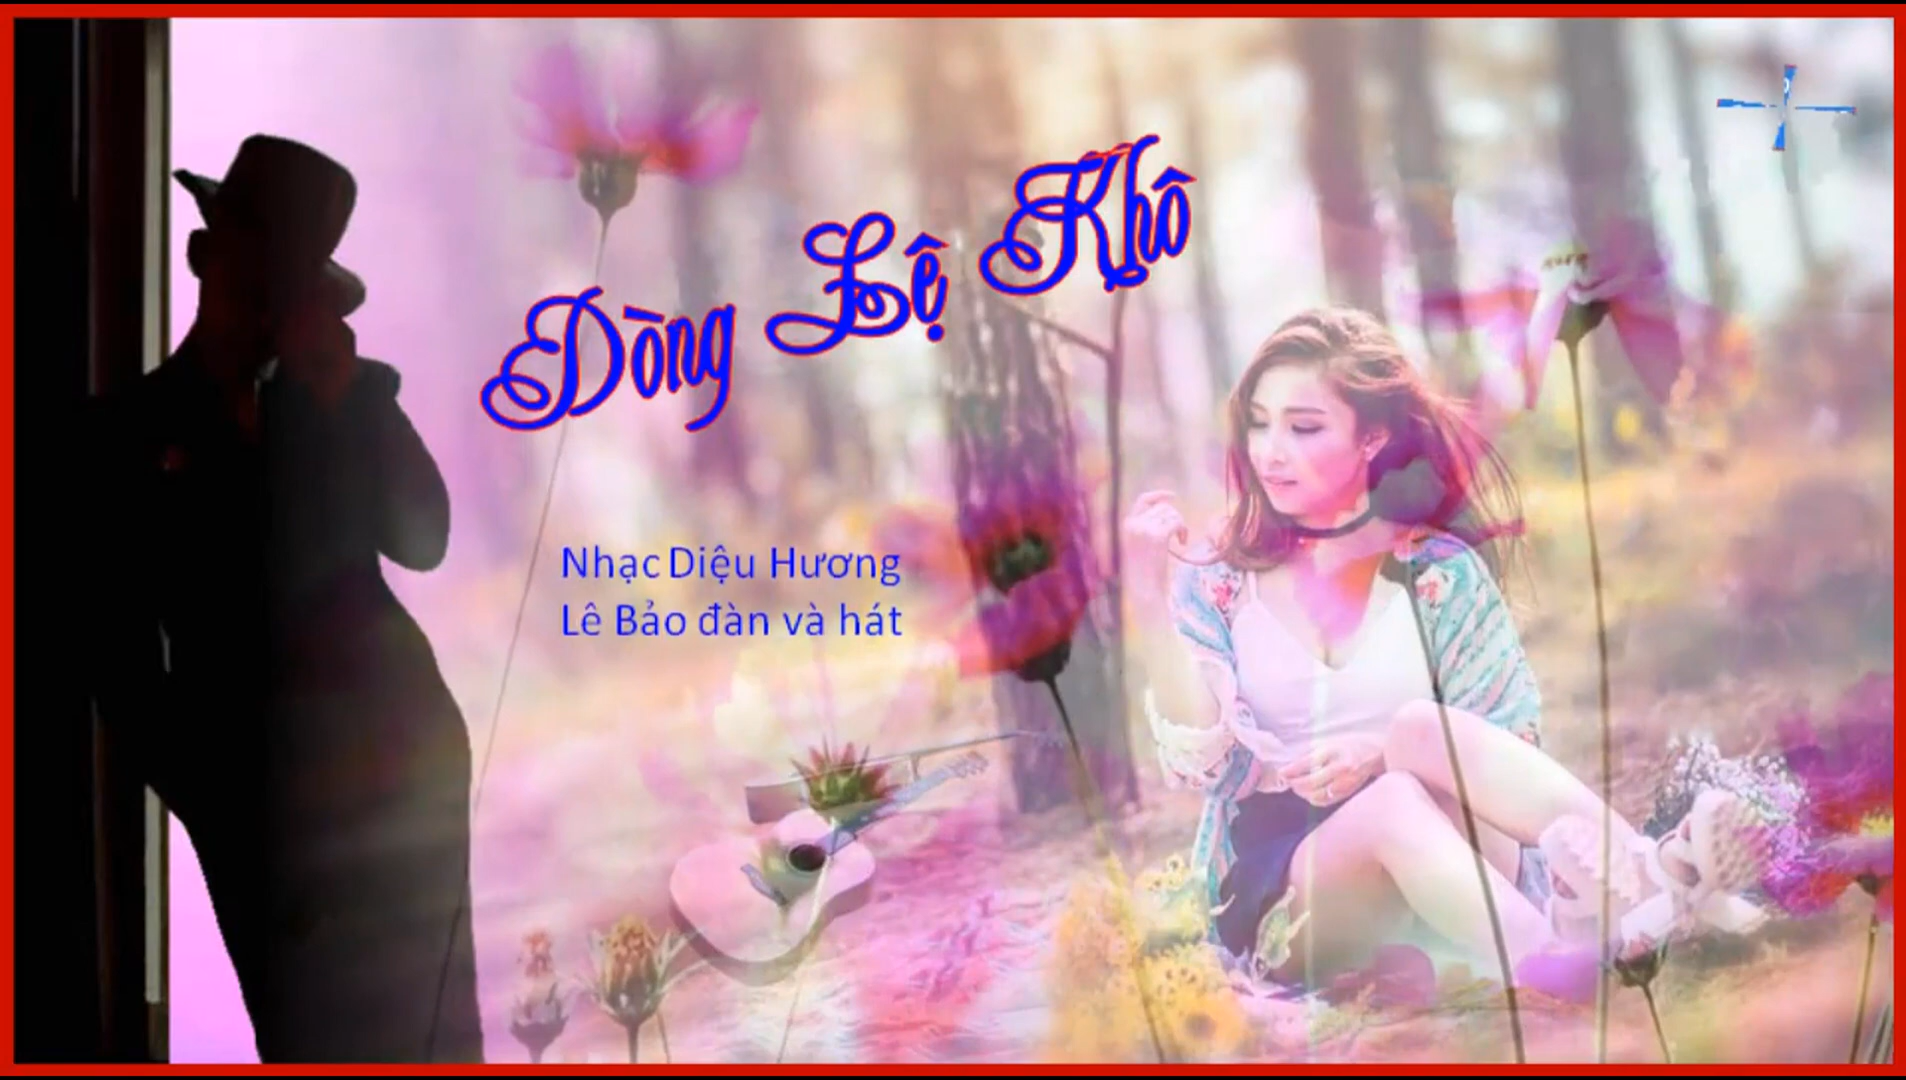 Dòng Lệ Khô
Nhạc Diệu Hương
Lê Bảo đàn và hát